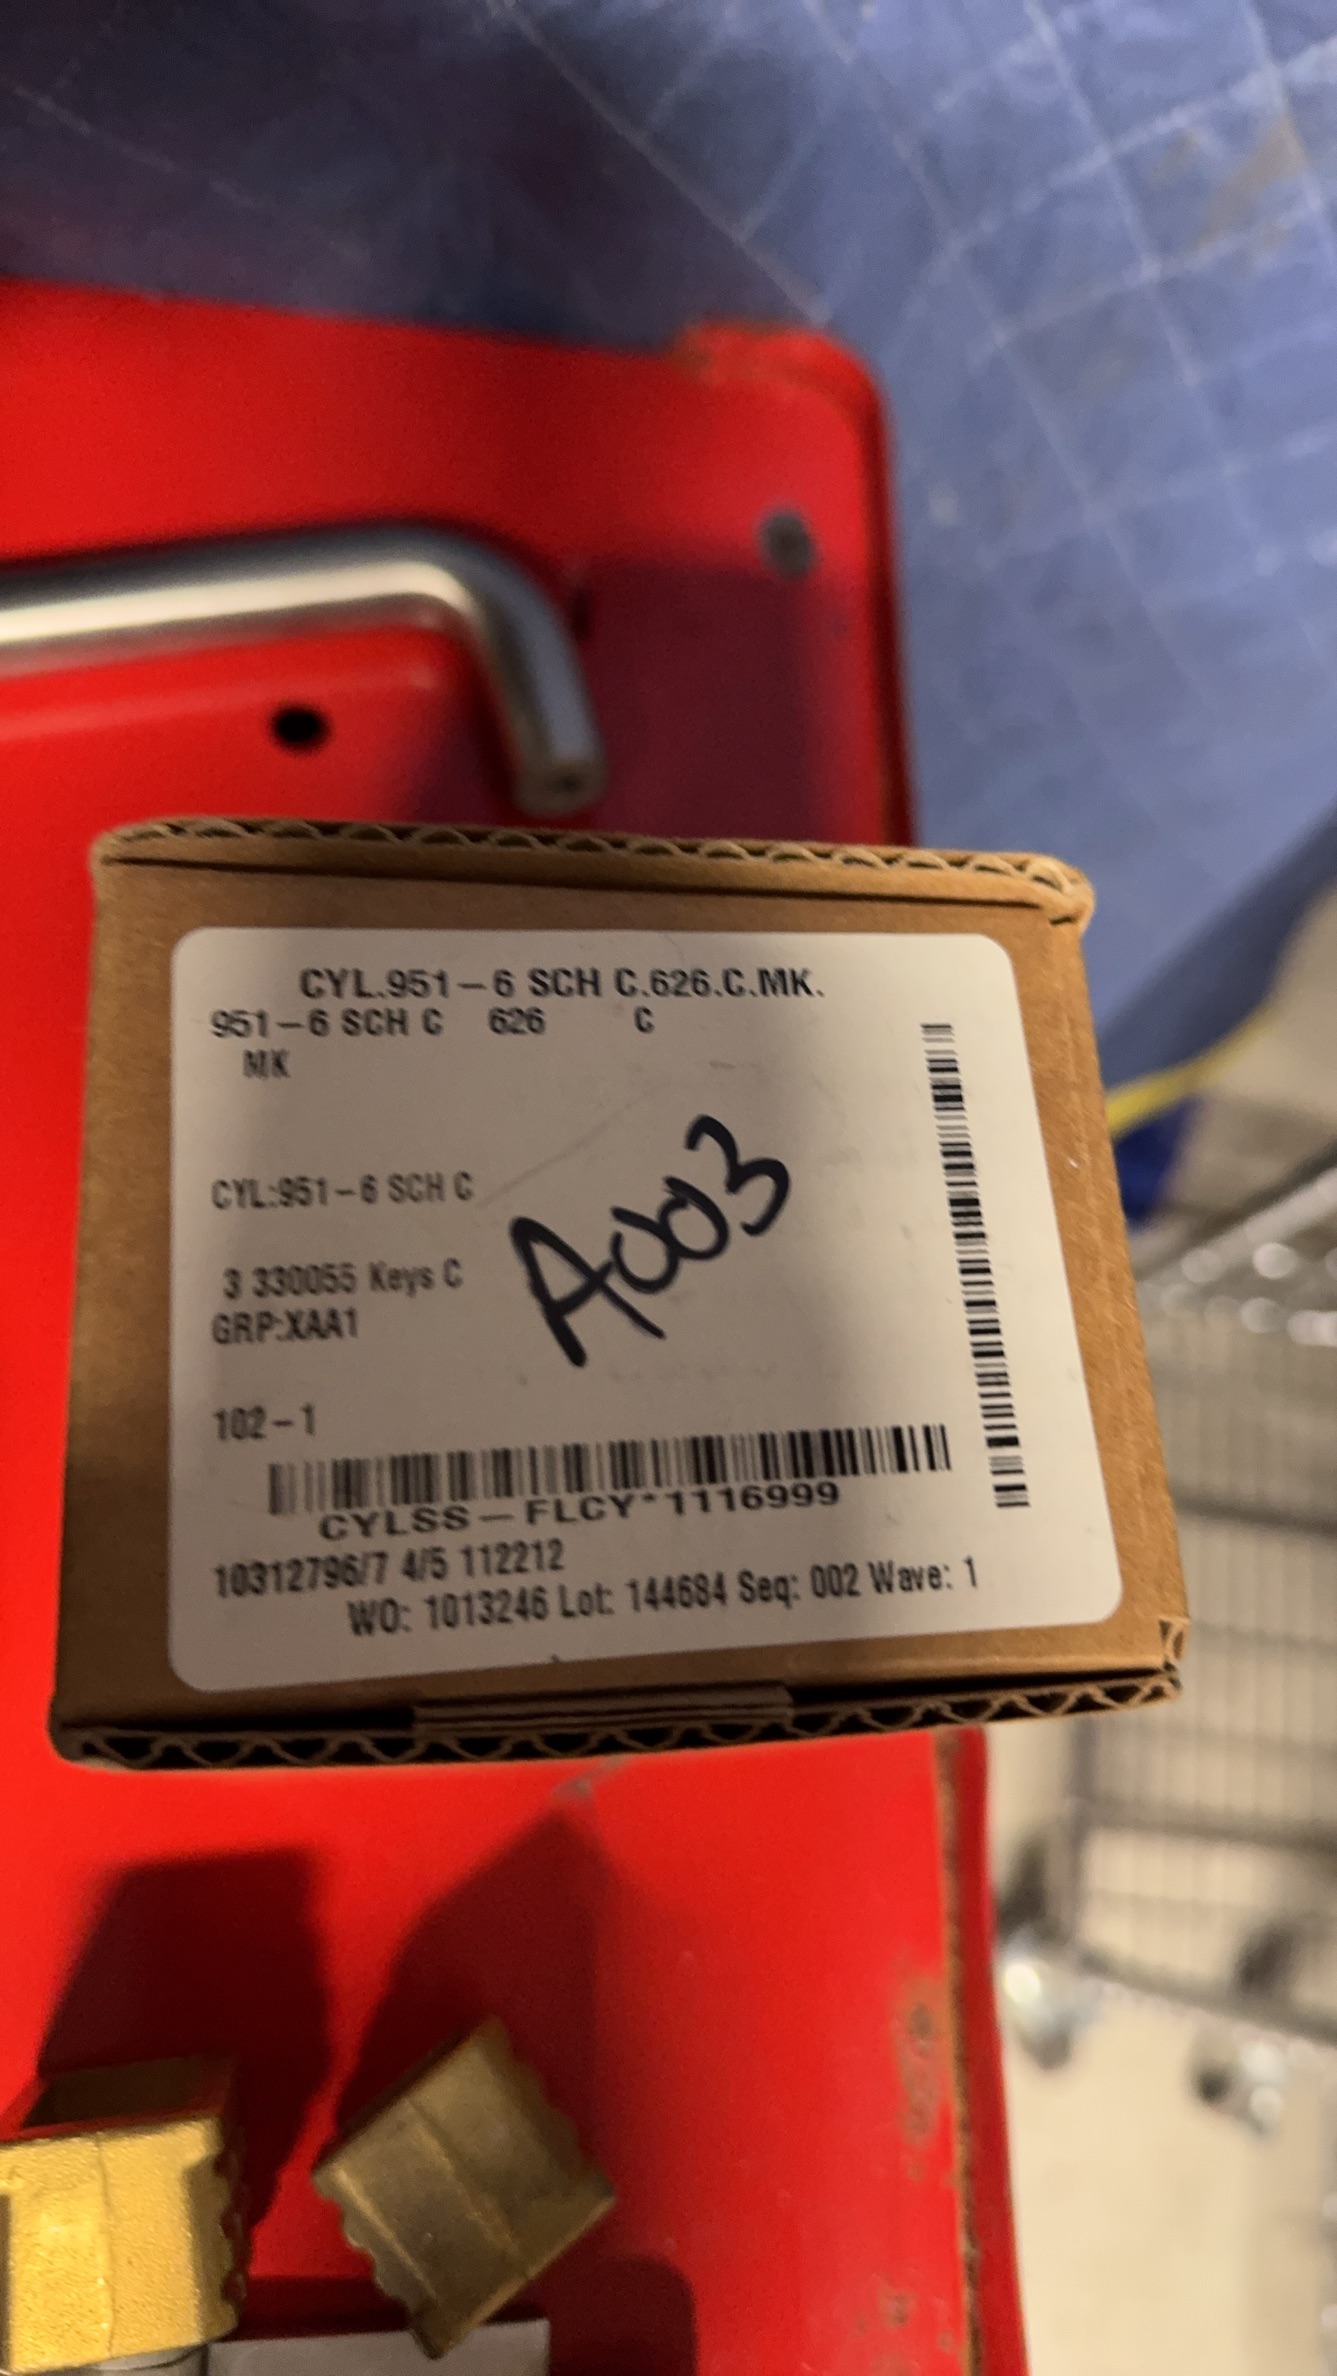 CYL.951-6 SCH C.626.C.MK.
951-6 SCH C 626 C
MK
CYL:951-6 SCH C
A003
3 330055 Keys C
GRP:XAA1
102-1
CYLSS-FLCY*1116999
10312796/7 4/5 112212
WO: 1013246 Lot: 144684 Seq: 002 Wave: 1